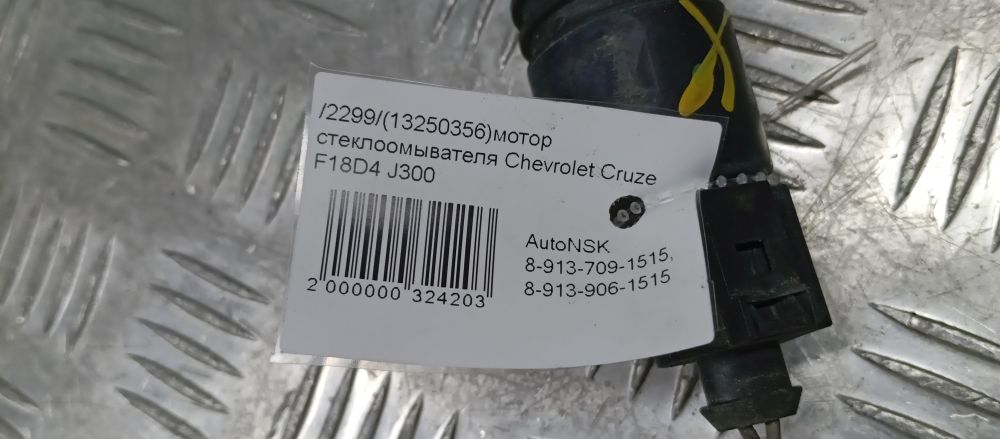 /2299/(13250356)мотор
стеклоомывателя Chevrolet Cruze
F18D4 J300
AutoNSK
8-913-709-1515,
8-913-906-1515
2 000000 324203